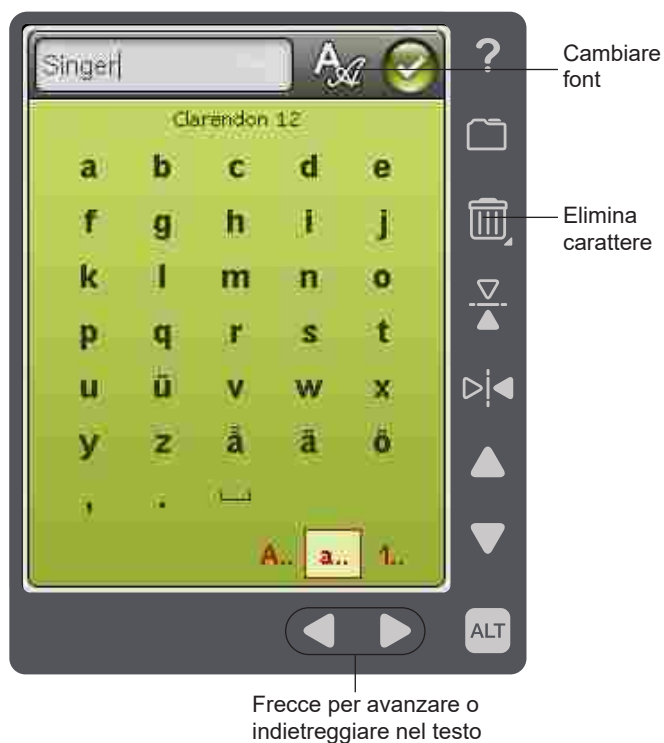 Singer
?
Cambiare
font
Clarendon 12
a b c d e
f g h i j
k l m n o
p q r s t
u ü v w x
y z å ä ö
, .
A.. a.. 1..
Elimina
carattere
ALT
Frecce per avanzare o
indietreggiare nel testo